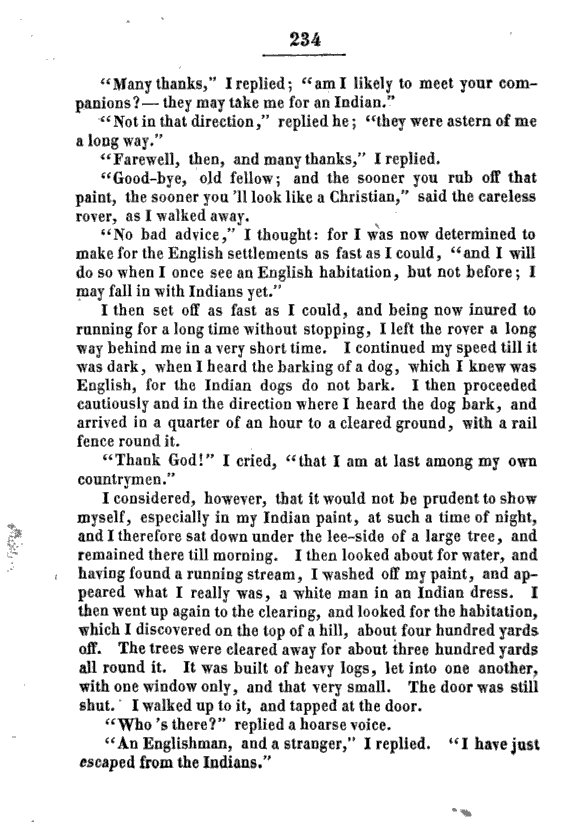 234
“Many thanks,” I replied; “am I likely to meet your com-
panions?— they may take me for an Indian.”
“Not in that direction,” replied he; “they were astern of me
a long way.”
“Farewell, then, and many thanks,” I replied.
“Good-bye, old fellow; and the sooner you rub off that
paint, the sooner you 'll look like a Christian,” said the careless
rover, as I walked away.
“No bad advice,” I thought: for I was now determined to
make for the English settlements as fast as I could, “and I will
do so when I once see an English habitation, but not before; I
may fall in with Indians yet.”
I then set off as fast as I could, and being now inured to
running for a long time without stopping, I left the rover a long
way behind me in a very short time. I continued my speed till it
was dark, when I heard the barking of a dog, which I knew was
English, for the Indian dogs do not bark. I then proceeded
cautiously and in the direction where I heard the dog bark, and
arrived in a quarter of an hour to a cleared ground, with a rail
fence round it.
“Thank God!” I cried, “that I am at last among my own
countrymen.”
I considered, however, that it would not be prudent to show
myself, especially in my Indian paint, at such a time of night,
and I therefore sat down under the lee-side of a large tree, and
remained there till morning. I then looked about for water, and
having found a running stream, I washed off my paint, and ap-
peared what I really was, a white man in an Indian dress. I
then went up again to the clearing, and looked for the habitation,
which I discovered on the top of a hill, about four hundred yards
off. The trees were cleared away for about three hundred yards
all round it. It was built of heavy logs, let into one another,
with one window only, and that very small. The door was still
shut. I walked up to it, and tapped at the door.
“Who 's there?” replied a hoarse voice.
“An Englishman, and a stranger,” I replied. “I have just
escaped from the Indians.”